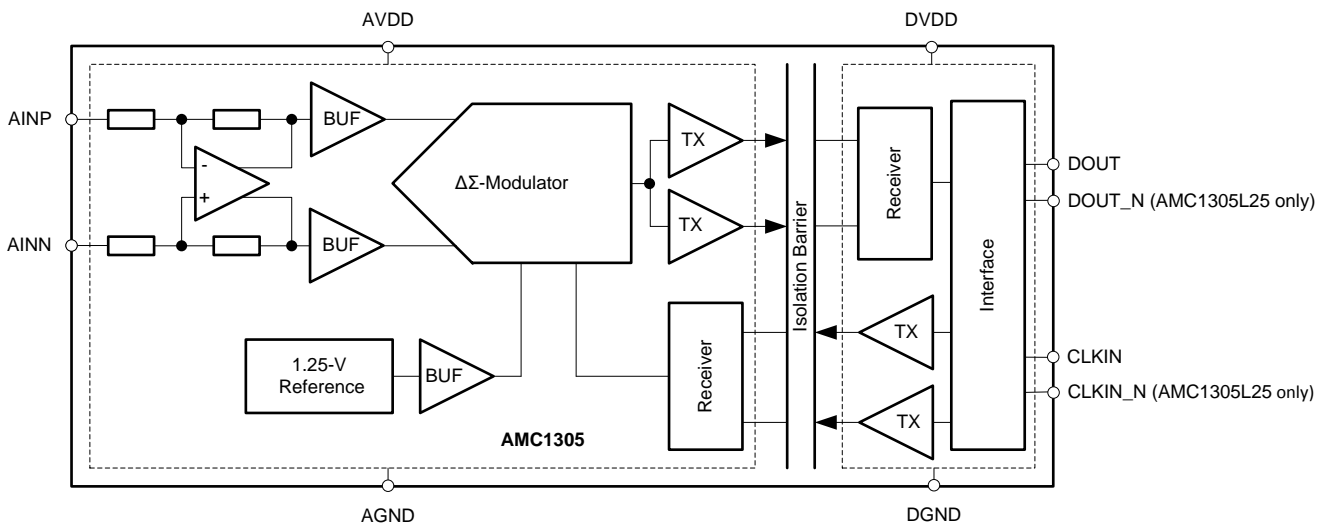 AVDD
DVDD
AINP
BUF
TX
ΔΣ-Modulator
-
+
TX
AINN
BUF
Receiver
DOUT
DOUT_N (AMC1305L25 only)
Isolation Barrier
Interface
1.25-V
Reference
BUF
Receiver
TX
TX
CLKIN
CLKIN_N (AMC1305L25 only)
AMC1305
AGND
DGND